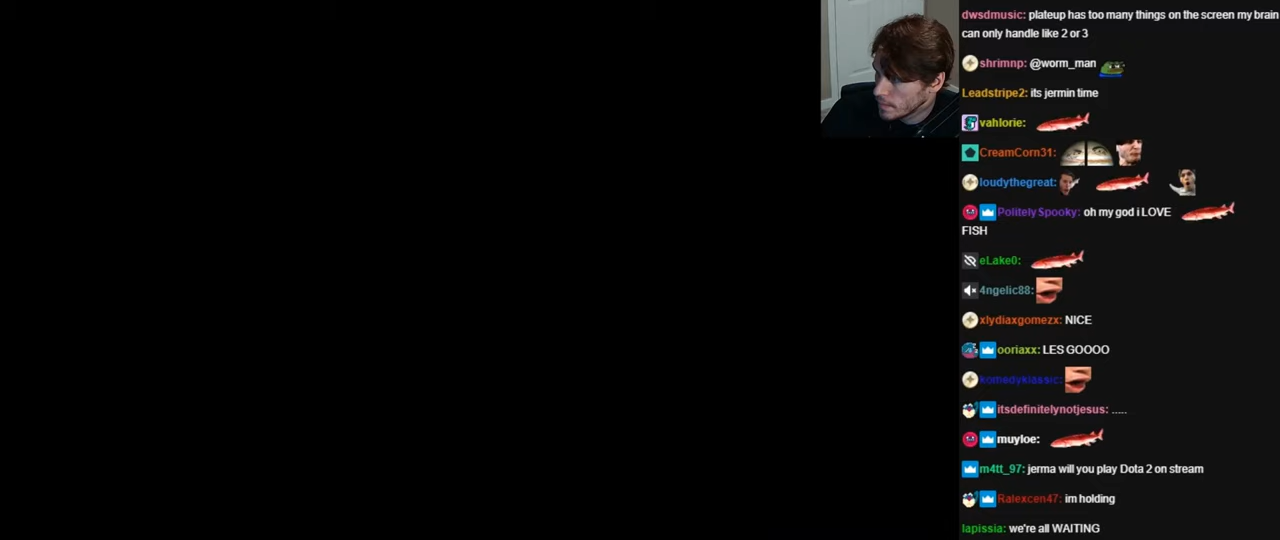 dwsdmusic: plateup has too many things on the screen my brain
can only handle like 2 or 3
shrimnp: @worm_man
Leadstripe2: its jermin time
vahlorie:
CreamCorn31:
loudythegreat:
PolitelySpooky: oh my god i LOVE
FISH
eLake0:
4ngelic88:
xlydiaxgomezx: NICE
ooriaxx: LES GOOOO
komedyklassic:
itsdefinitelynotjesus: .....
muyloe:
m4tt_97: jerma will you play Dota 2 on stream
Ralexcen47: im holding
lapissia: we're all WAITING